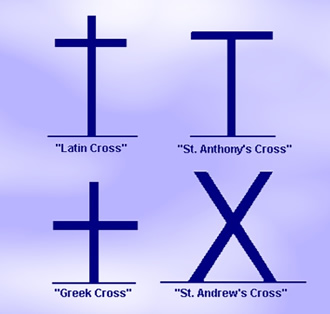 "Latin Cross"
"St. Anthony's Cross"
"Greek Cross"
"St. Andrew's Cross"